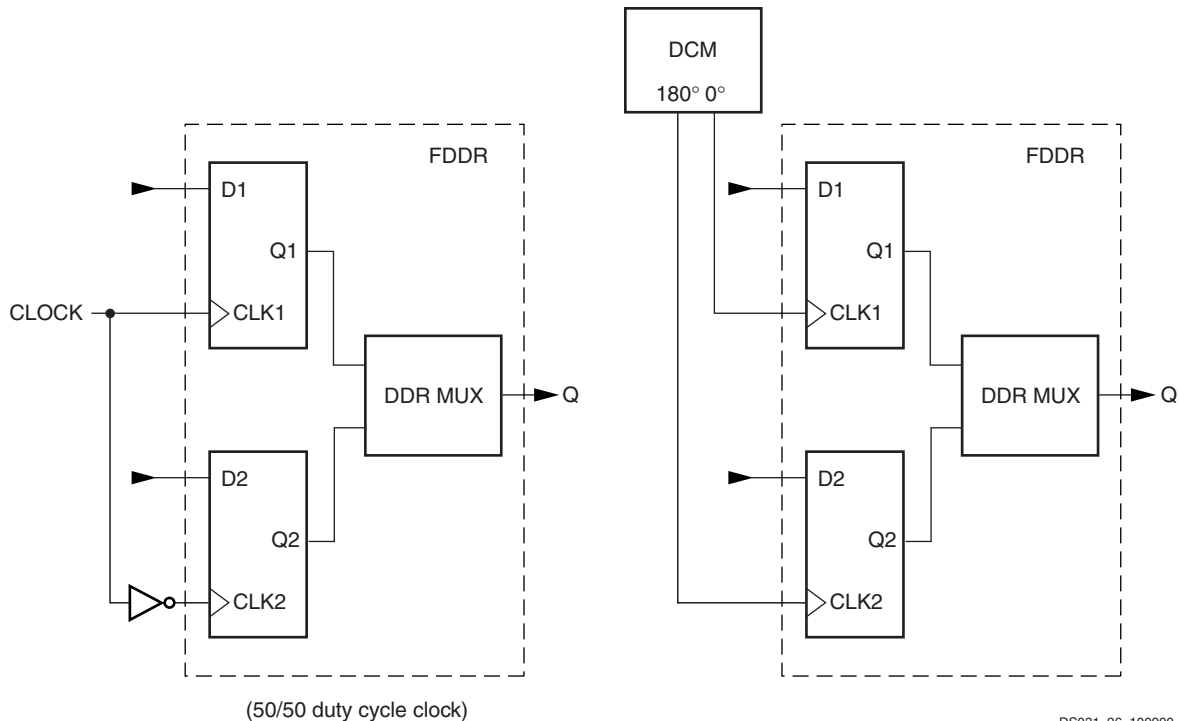 DCM
180° 0°
FDDR
D1
Q1
CLOCK
CLK1
DDR MUX
Q
D2
Q2
CLK2
(50/50 duty cycle clock)
FDDR
D1
Q1
CLK1
DDR MUX
Q
D2
Q2
CLK2